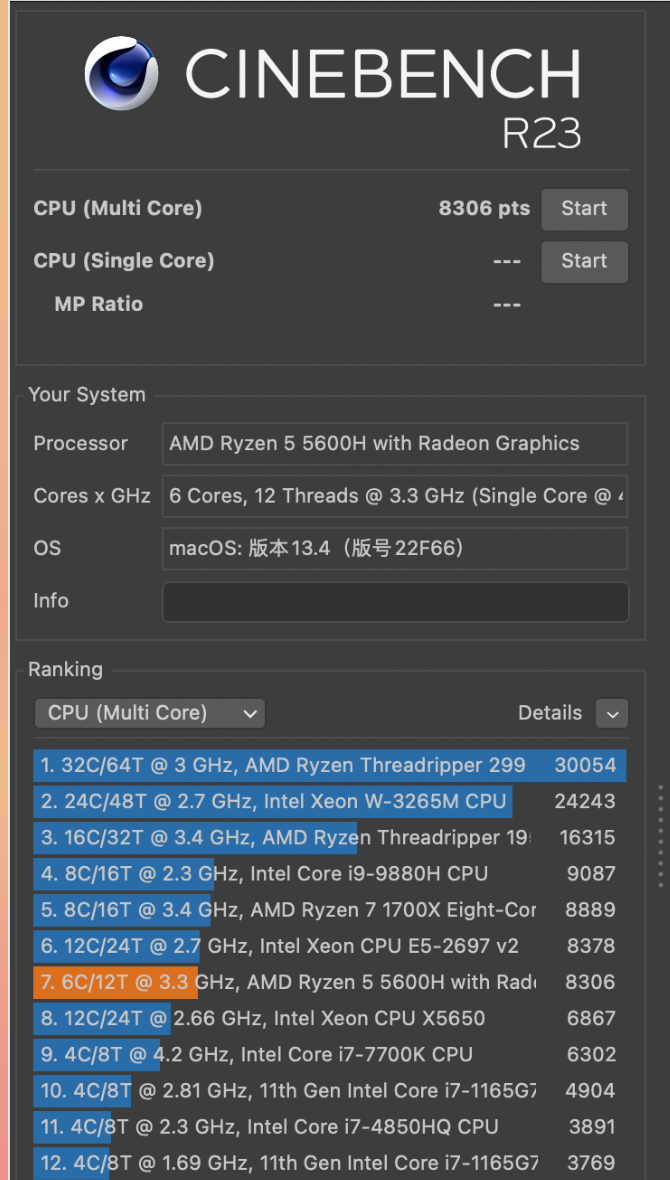 CINEBENCH
R23
CPU (Multi Core) 8306 pts Start
CPU (Single Core) --- Start
MP Ratio ---
Your System
Processor AMD Ryzen 5 5600H with Radeon Graphics
Cores x GHz 6 Cores, 12 Threads @ 3.3 GHz (Single Core @
OS macOS: 版本13.4（版号22F66）
Info
Ranking
CPU (Multi Core) Details
1. 32C/64T @ 3 GHz, AMD Ryzen Threadripper 299 30054
2. 24C/48T @ 2.7 GHz, Intel Xeon W-3265M CPU 24243
3. 16C/32T @ 3.4 GHz, AMD Ryzen Threadripper 19 16315
4. 8C/16T @ 2.3 GHz, Intel Core i9-9880H CPU 9087
5. 8C/16T @ 3.4 GHz, AMD Ryzen 7 1700X Eight-Cor 8889
6. 12C/24T @ 2.7 GHz, Intel Xeon CPU E5-2697 v2 8378
7. 6C/12T @ 3.3 GHz, AMD Ryzen 5 5600H with Rad 8306
8. 12C/24T @ 2.66 GHz, Intel Xeon CPU X5650 6867
9. 4C/8T @ 4.2 GHz, Intel Core i7-7700K CPU 6302
10. 4C/8T @ 2.81 GHz, 11th Gen Intel Core i7-1165G7 4904
11. 4C/8T @ 2.3 GHz, Intel Core i7-4850HQ CPU 3891
12. 4C/8T @ 1.69 GHz, 11th Gen Intel Core i7-1165G7 3769